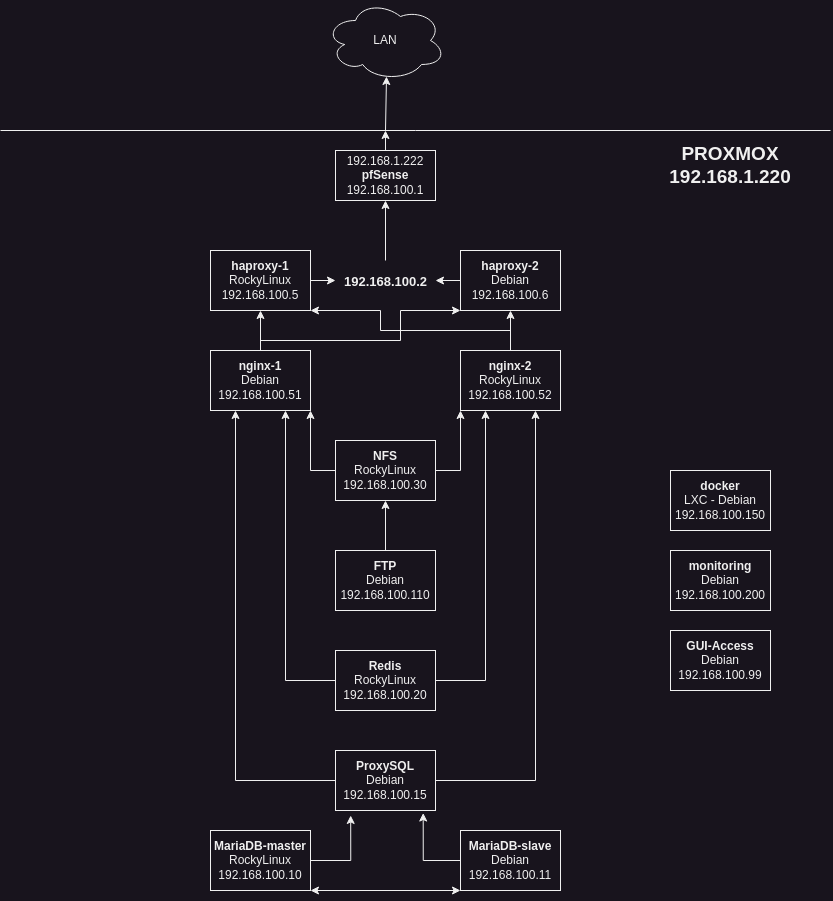 LAN
PROXMOX
192.168.1.220
192.168.1.222
pfSense
192.168.100.1
haproxy-1
RockyLinux
192.168.100.5
192.168.100.2
haproxy-2
Debian
192.168.100.6
nginx-1
Debian
192.168.100.51
nginx-2
RockyLinux
192.168.100.52
NFS
RockyLinux
192.168.100.30
docker
LXC - Debian
192.168.100.150
FTP
Debian
192.168.100.110
monitoring
Debian
192.168.100.200
GUI-Access
Debian
192.168.100.99
Redis
RockyLinux
192.168.100.20
ProxySQL
Debian
192.168.100.15
MariaDB-master
RockyLinux
192.168.100.10
MariaDB-slave
Debian
192.168.100.11